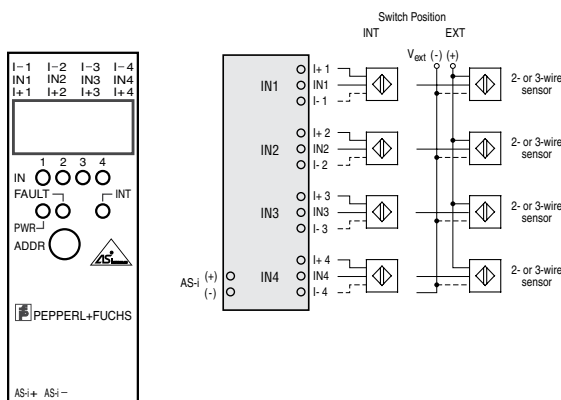 I-1 I-2 I-3 I-4
IN1 IN2 IN3 IN4
I+1 I+2 I+3 I+4
1 2 3 4
IN
FAULT INT
PWR
ADDR
AS-i
PEPPERL+FUCHS
AS-i+ AS-i−
Switch Position
INT EXT
Vext (-) (+)
IN1
I+ 1
IN1
I- 1
2- or 3-wire
sensor
IN2
I+ 2
IN2
I- 2
2- or 3-wire
sensor
IN3
I+ 3
IN3
I- 3
2- or 3-wire
sensor
IN4
I+ 4
IN4
I- 4
2- or 3-wire
sensor
AS-i (+)
(-)